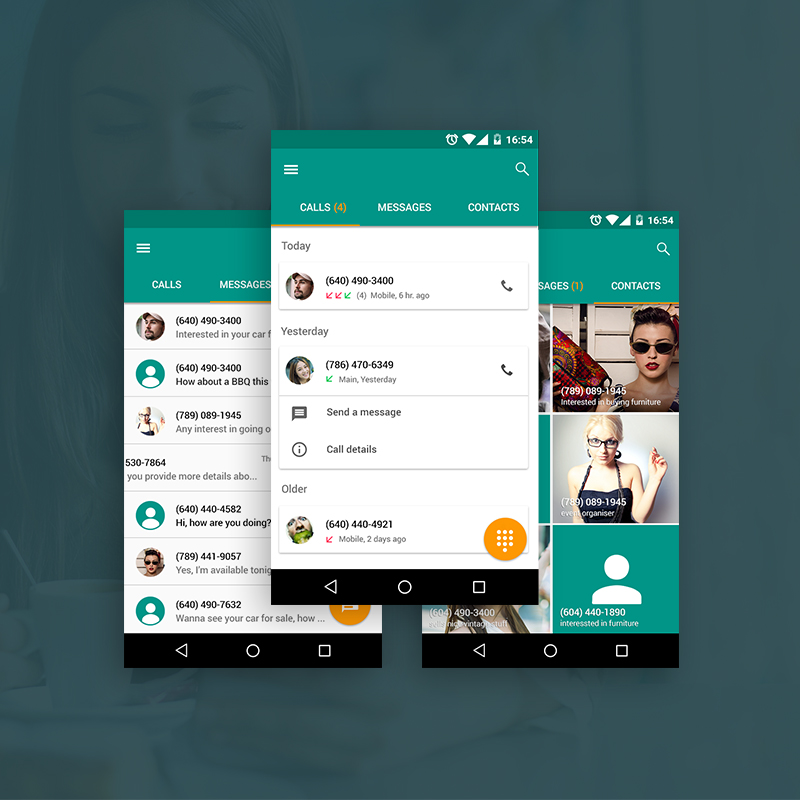 16:54
CALLS (4) MESSAGES CONTACTS
Today
(640) 490-3400
(4) Mobile, 6 hr. ago
Yesterday
(786) 470-6349
Main, Yesterday
Send a message
Call details
Older
(640) 440-4921
Mobile, 2 days ago
CALLS MESSAGES
(640) 490-3400
Interested in your car f
(640) 490-3400
How about a BBQ this
(789) 089-1945
Any interest in going o
530-7864 Th
you provide more details abo...
(640) 440-4582
Hi, how are you doing?
(789) 441-9057
Yes, I'm available tonig
(640) 490-7632
Wanna see your car for sale, how ...
16:54
SAGES (1) CONTACTS
(789) 089-1945
Interested in buying furniture
(789) 089-1945
event organiser
(604) 490-3400
vintage stuff
(604) 440-1890
interessted in furniture